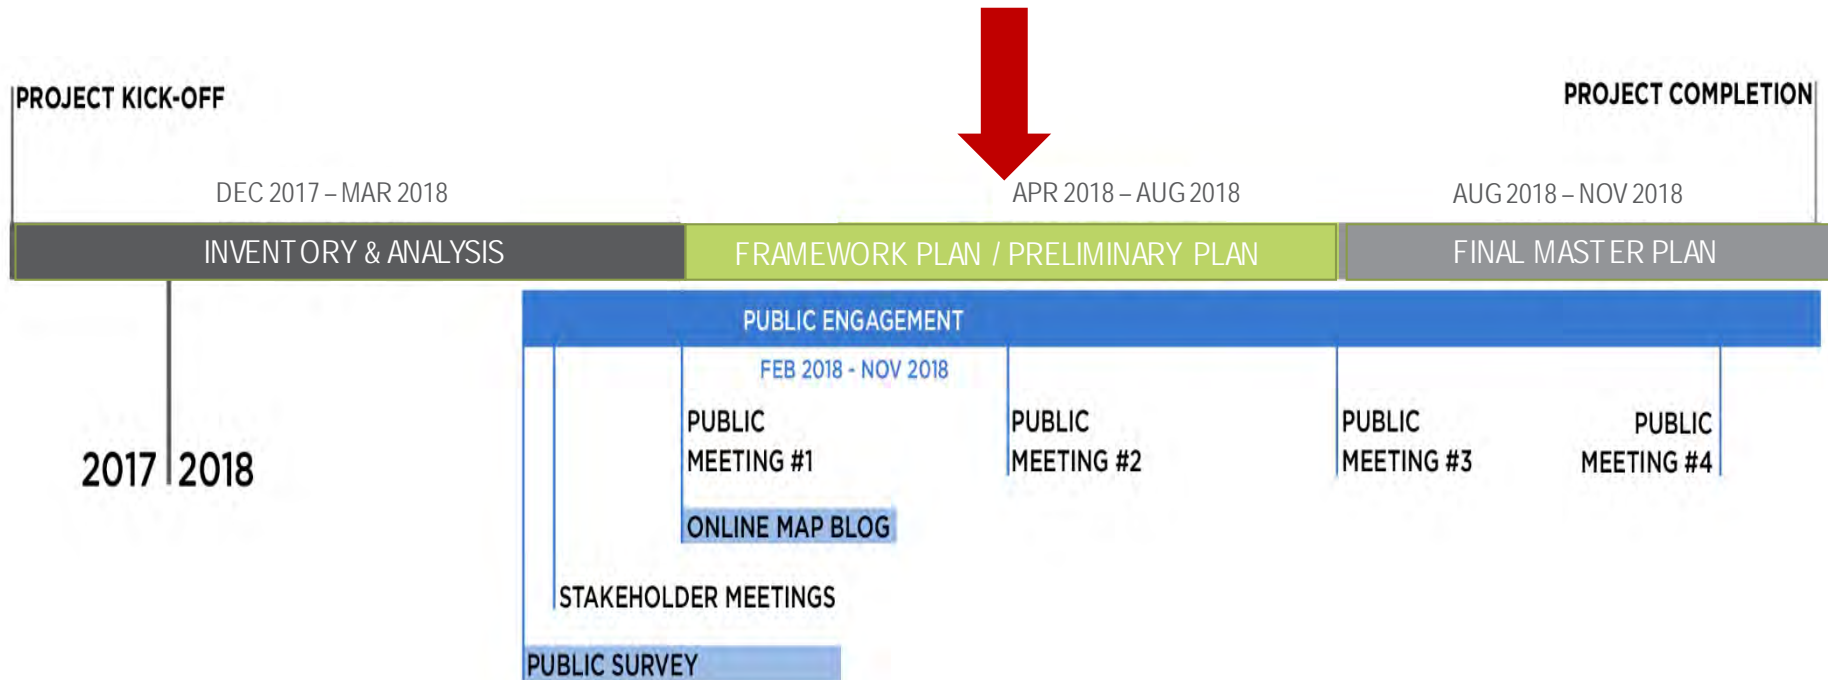 PROJECT KICK-OFF
PROJECT COMPLETION
DEC 2017 – MAR 2018
APR 2018 – AUG 2018
AUG 2018 – NOV 2018
INVENTORY & ANALYSIS
FRAMEWORK PLAN / PRELIMINARY PLAN
FINAL MASTER PLAN
PUBLIC ENGAGEMENT
FEB 2018 - NOV 2018
2017
2018
PUBLIC
MEETING #1
PUBLIC
MEETING #2
PUBLIC
MEETING #3
PUBLIC
MEETING #4
ONLINE MAP BLOG
STAKEHOLDER MEETINGS
PUBLIC SURVEY